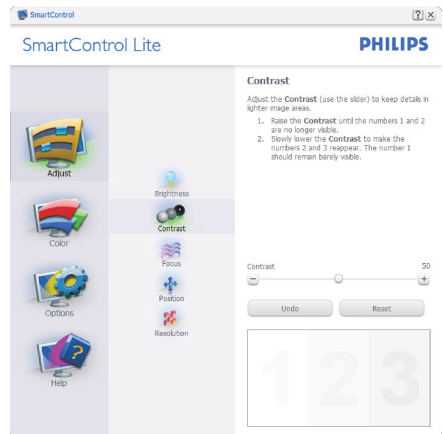 SmartControl
SmartControl Lite
PHILIPS
Adjust
Color
Options
Help
Brightness
Contrast
Focus
Position
Resolution
Contrast
Adjust the Contrast (use the slider) to keep details in
lighter image areas.
1. Raise the Contrast until the numbers 1 and 2
are no longer visible.
2. Slowly lower the Contrast to make the
numbers 2 and 3 reappear. The number 1
should remain barely visible.
Contrast 50
Undo Reset
1 2 3